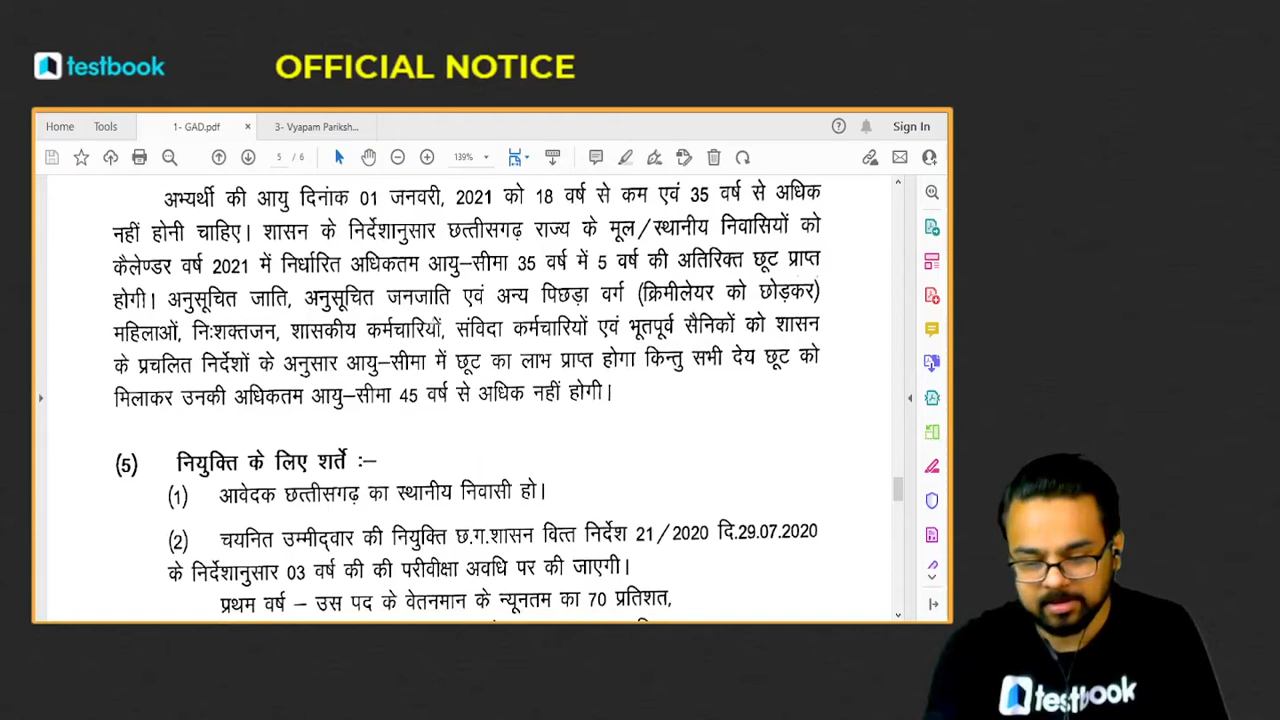 testbook
OFFICIAL NOTICE
Home Tools 1- GAD.pdf × 3- Vyapam Pariksh... Sign In
5 / 6 139%
अभ्यर्थी की आयु दिनांक 01 जनवरी, 2021 को 18 वर्ष से कम एवं 35 वर्ष से अधिक
नहीं होनी चाहिए। शासन के निर्देशानुसार छत्तीसगढ़ राज्य के मूल/स्थानीय निवासियों को
कैलेण्डर वर्ष 2021 में निर्धारित अधिकतम आयु–सीमा 35 वर्ष में 5 वर्ष की अतिरिक्त छूट प्राप्त
होगी। अनुसूचित जाति, अनुसूचित जनजाति एवं अन्य पिछड़ा वर्ग (क्रिमीलेयर को छोड़कर)
महिलाओं, निःशक्तजन, शासकीय कर्मचारियों, संविदा कर्मचारियों एवं भूतपूर्व सैनिकों को शासन
के प्रचलित निर्देशों के अनुसार आयु–सीमा में छूट का लाभ प्राप्त होगा किन्तु सभी देय छूट को
मिलाकर उनकी अधिकतम आयु–सीमा 45 वर्ष से अधिक नहीं होगी।
(5) नियुक्ति के लिए शर्ते :–
(1) आवेदक छत्तीसगढ़ का स्थानीय निवासी हो।
(2) चयनित उम्मीद्वार की नियुक्ति छ.ग.शासन वित्त निर्देश 21/2020 दि.29.07.2020
के निर्देशानुसार 03 वर्ष की की परीवीक्षा अवधि पर की जाएगी।
प्रथम वर्ष – उस पद के वेतनमान के न्यूनतम का 70 प्रतिशत,
testbook